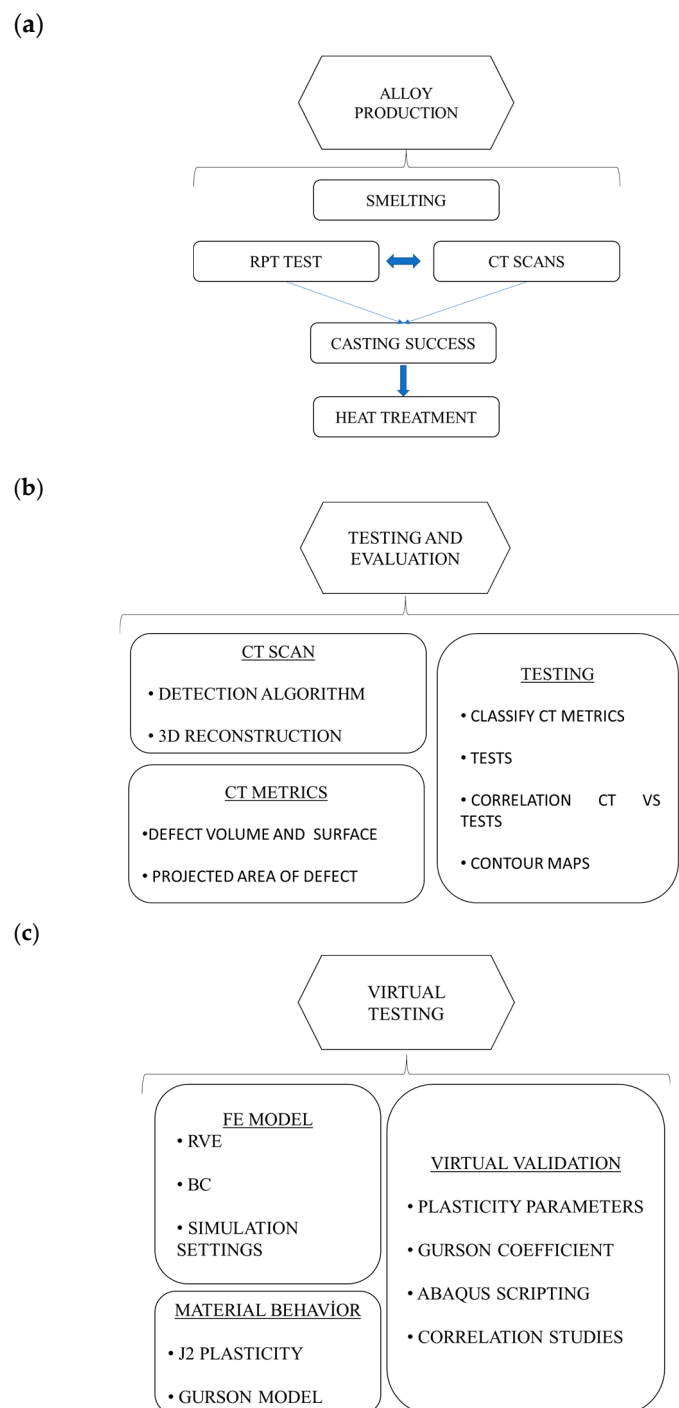 (a)
ALLOY
PRODUCTION
SMELTING
RPT TEST
CT SCANS
CASTING SUCCESS
HEAT TREATMENT
(b)
TESTING AND
EVALUATION
CT SCAN
• DETECTION ALGORITHM
• 3D RECONSTRUCTION
CT METRICS
•DEFECT VOLUME AND SURFACE
• PROJECTED AREA OF DEFECT
TESTING
• CLASSIFY CT METRICS
• TESTS
• CORRELATION CT VS
TESTS
• CONTOUR MAPS
(c)
VIRTUAL
TESTING
FE MODEL
• RVE
• BC
• SIMULATION
SETTINGS
MATERIAL BEHAVİOR
• J2 PLASTICITY
• GURSON MODEL
VIRTUAL VALIDATION
• PLASTICITY PARAMETERS
• GURSON COEFFICIENT
• ABAQUS SCRIPTING
• CORRELATION STUDIES